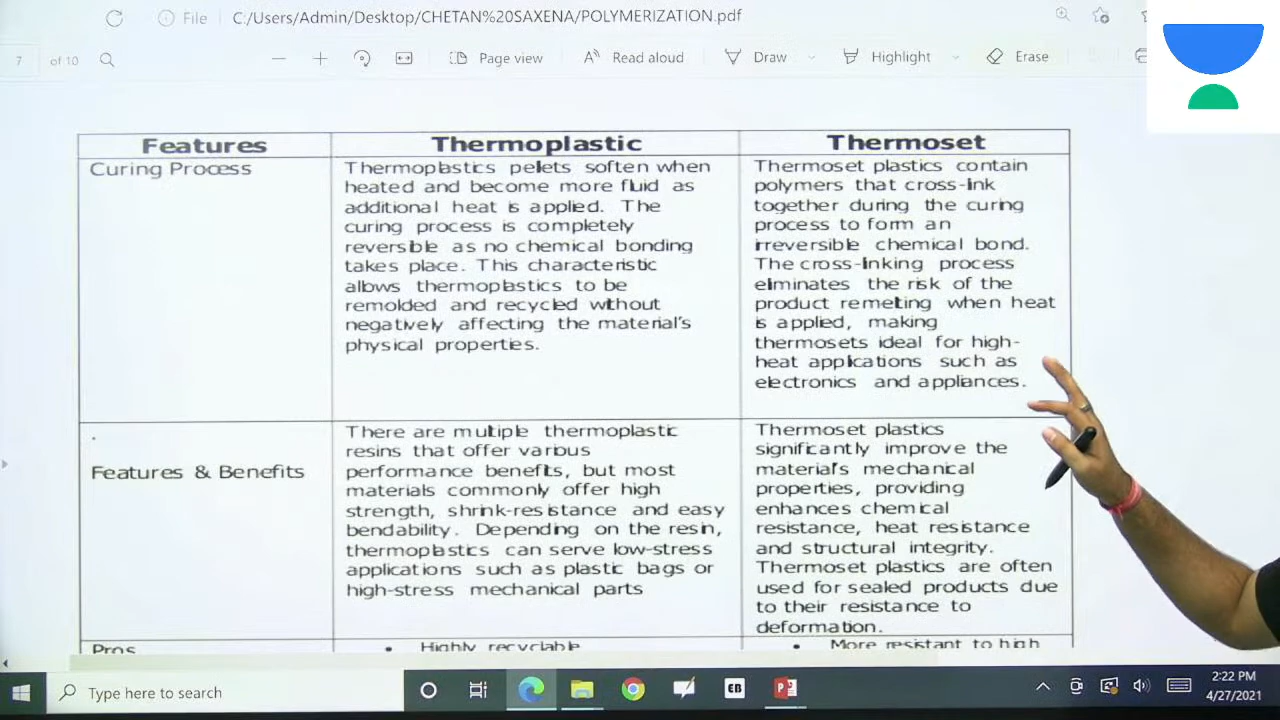 File C:/Users/Admin/Desktop/CHETAN%20SAXENA/POLYMERIZATION.pdf
7 of 10 Page view Read aloud Draw Highlight Erase
Features Thermoplastic Thermoset
Curing Process
Thermoplastics pellets soften when
heated and become more fluid as
additional heat is applied. The
curing process is completely
reversible as no chemical bonding
takes place. This characteristic
allows thermoplastics to be
remolded and recycled without
negatively affecting the material's
physical properties.
Thermoset plastics contain
polymers that cross-link
together during the curing
process to form an
irreversible chemical bond.
The cross-linking process
eliminates the risk of the
product remelting when heat
is applied, making
thermosets ideal for high-
heat applications such as
electronics and appliances.
Features & Benefits
There are multiple thermoplastic
resins that offer various
performance benefits, but most
materials commonly offer high
strength, shrink-resistance and easy
bendability. Depending on the resin,
thermoplastics can serve low-stress
applications such as plastic bags or
high-stress mechanical parts
Thermoset plastics
significantly improve the
material's mechanical
properties, providing
enhances chemical
resistance, heat resistance
and structural integrity.
Thermoset plastics are often
used for sealed products due
to their resistance to
deformation.
Pros • Highly recyclable • More resistant to high
Type here to search
EB
2:22 PM
4/27/2021